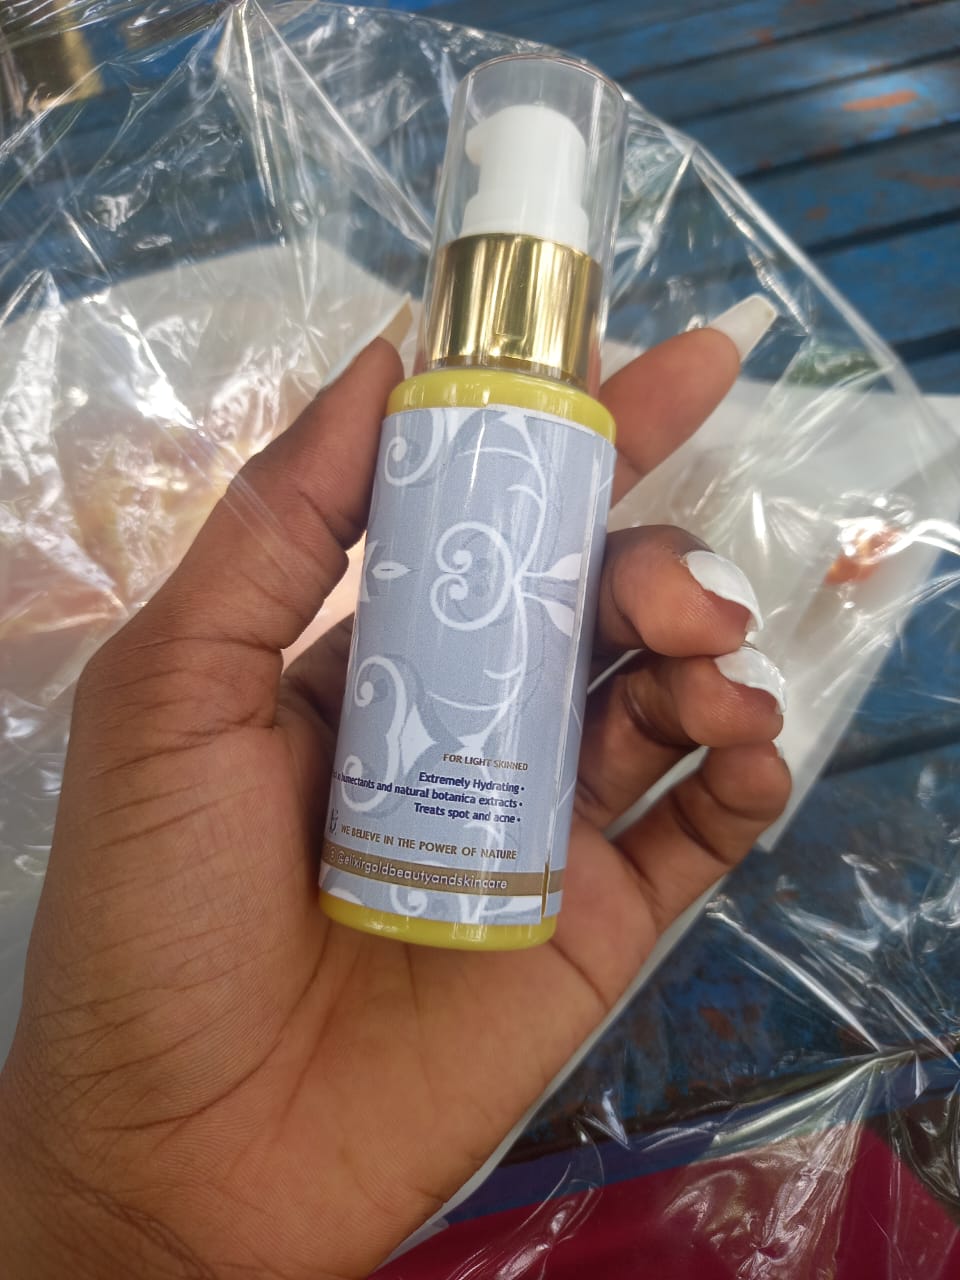 FOR LIGHT SKINNED
Extremely Hydrating •
humectants and natural botanica extracts •
Treats spot and acne •
WE BELIEVE IN THE POWER OF NATURE
@elixirgoldbeautyandskincare